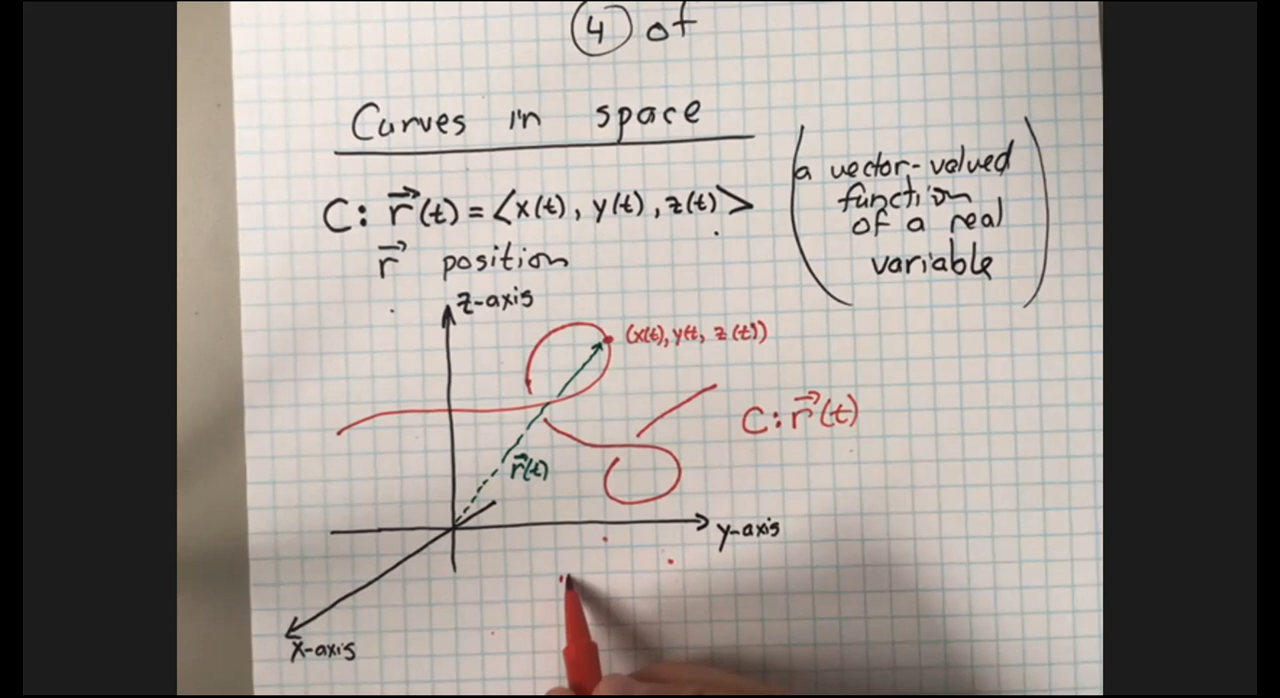 ④ of
Curves in space
C: r⃗(t) = <x(t), y(t), z(t)>
r⃗ position
(a vector-valued
function
of a real
variable)
z-axis
(x(t), y(t, z(t))
C: r⃗(t)
r⃗(t)
y-axis
x-axis